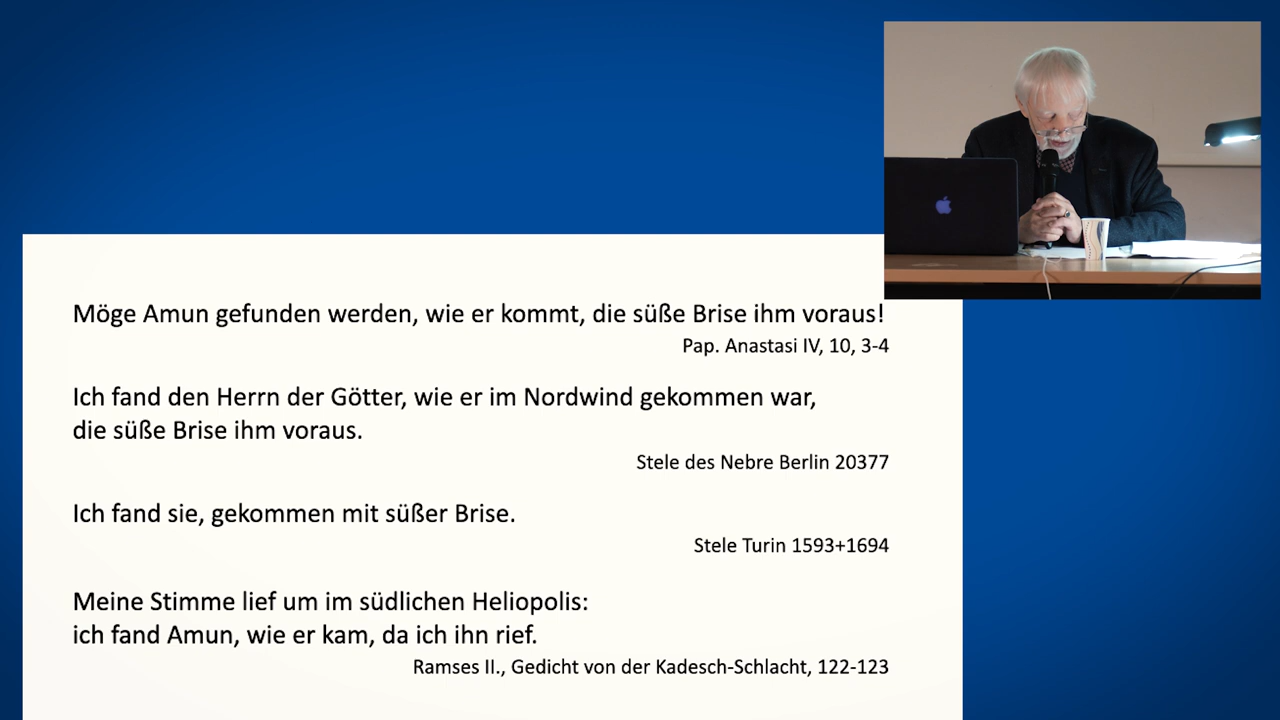 Möge Amun gefunden werden, wie er kommt, die süße Brise ihm voraus!
Pap. Anastasi IV, 10, 3-4
Ich fand den Herrn der Götter, wie er im Nordwind gekommen war,
die süße Brise ihm voraus.
Stele des Nebre Berlin 20377
Ich fand sie, gekommen mit süßer Brise.
Stele Turin 1593+1694
Meine Stimme lief um im südlichen Heliopolis:
ich fand Amun, wie er kam, da ich ihn rief.
Ramses II., Gedicht von der Kadesch-Schlacht, 122-123